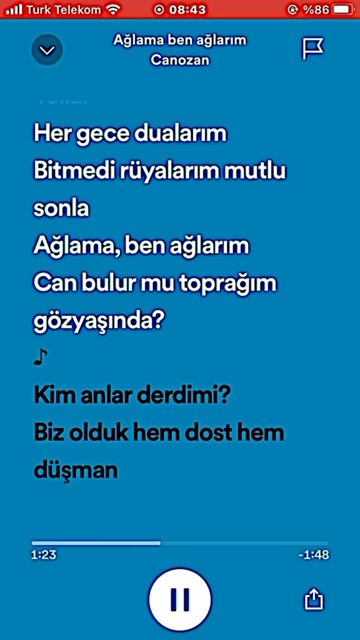 Turk Telekom 08:43 %86
Ağlama ben ağlarım
Canozan
Her gece dualarım
Bitmedi rüyalarım mutlu
sonla
Ağlama, ben ağlarım
Can bulur mu toprağım
gözyaşında?
♪
Kim anlar derdimi?
Biz olduk hem dost hem
düşman
1:23 -1:48